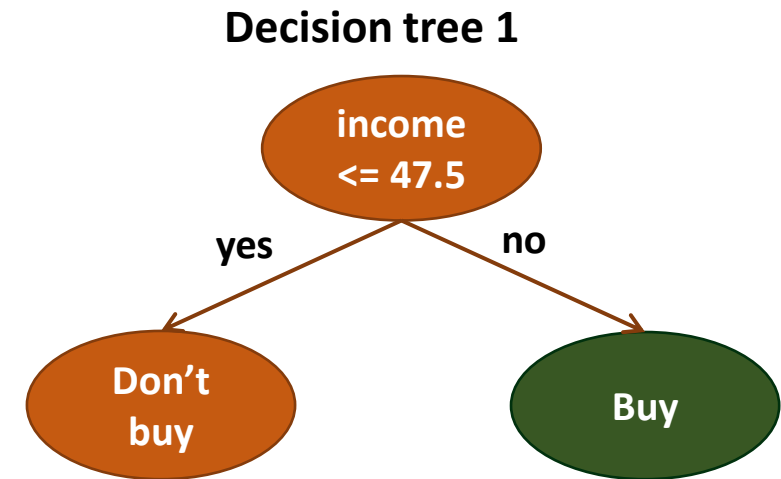 Decision tree 1
income
<= 47.5
yes
no
Don’t
buy
Buy